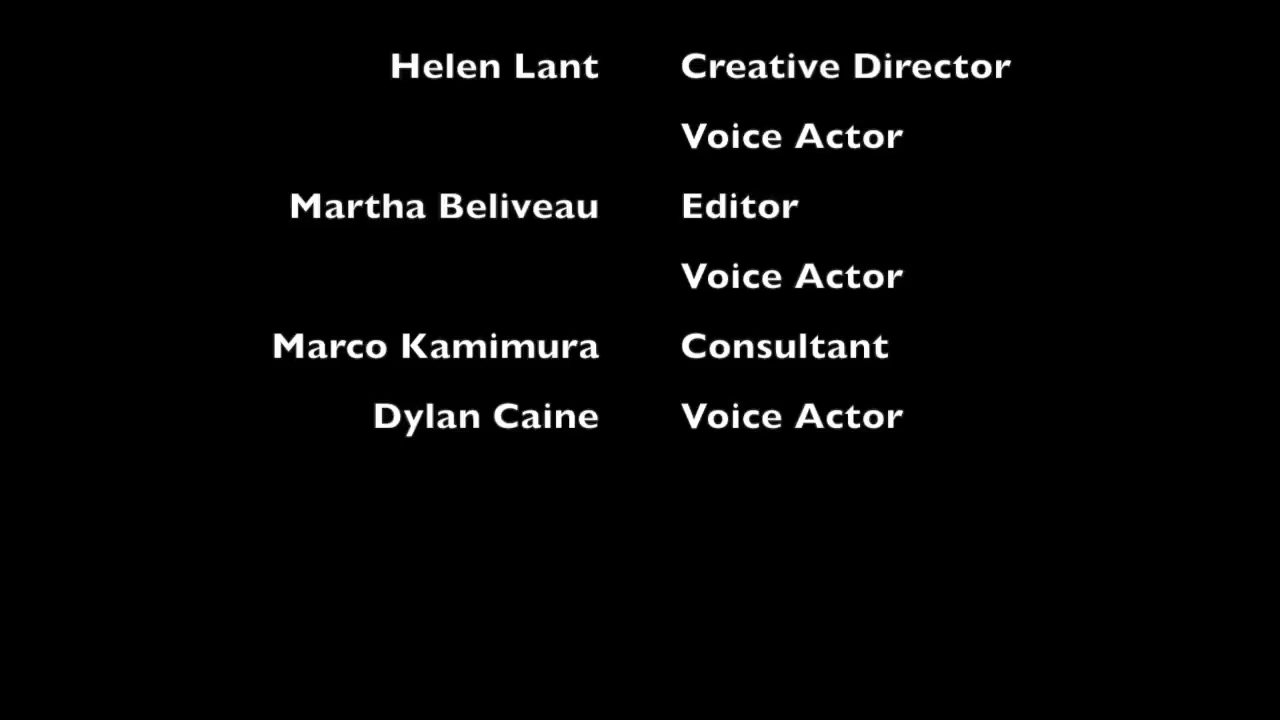 Helen Lant Creative Director
Voice Actor
Martha Beliveau Editor
Voice Actor
Marco Kamimura Consultant
Dylan Caine Voice Actor